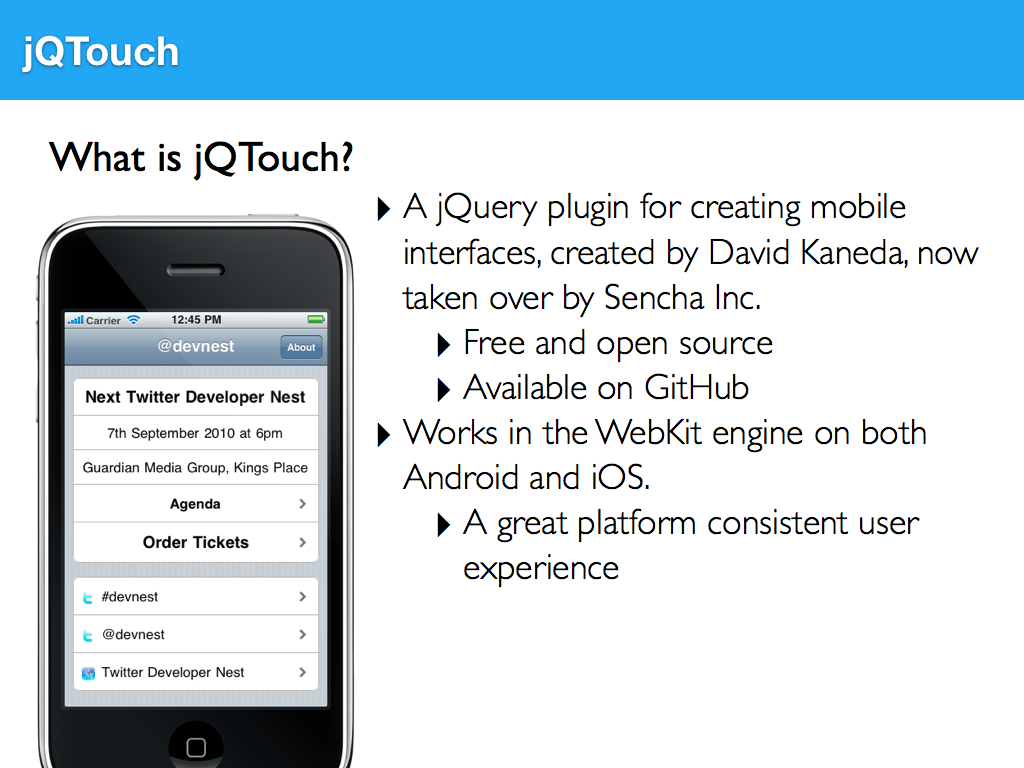 jQTouch
What is jQTouch?
Carrier 12:45 PM
@devnest About
Next Twitter Developer Nest
7th September 2010 at 6pm
Guardian Media Group, Kings Place
Agenda
Order Tickets
#devnest
@devnest
Twitter Developer Nest
A jQuery plugin for creating mobile
interfaces, created by David Kaneda, now
taken over by Sencha Inc.
Free and open source
Available on GitHub
Works in the WebKit engine on both
Android and iOS.
A great platform consistent user
experience